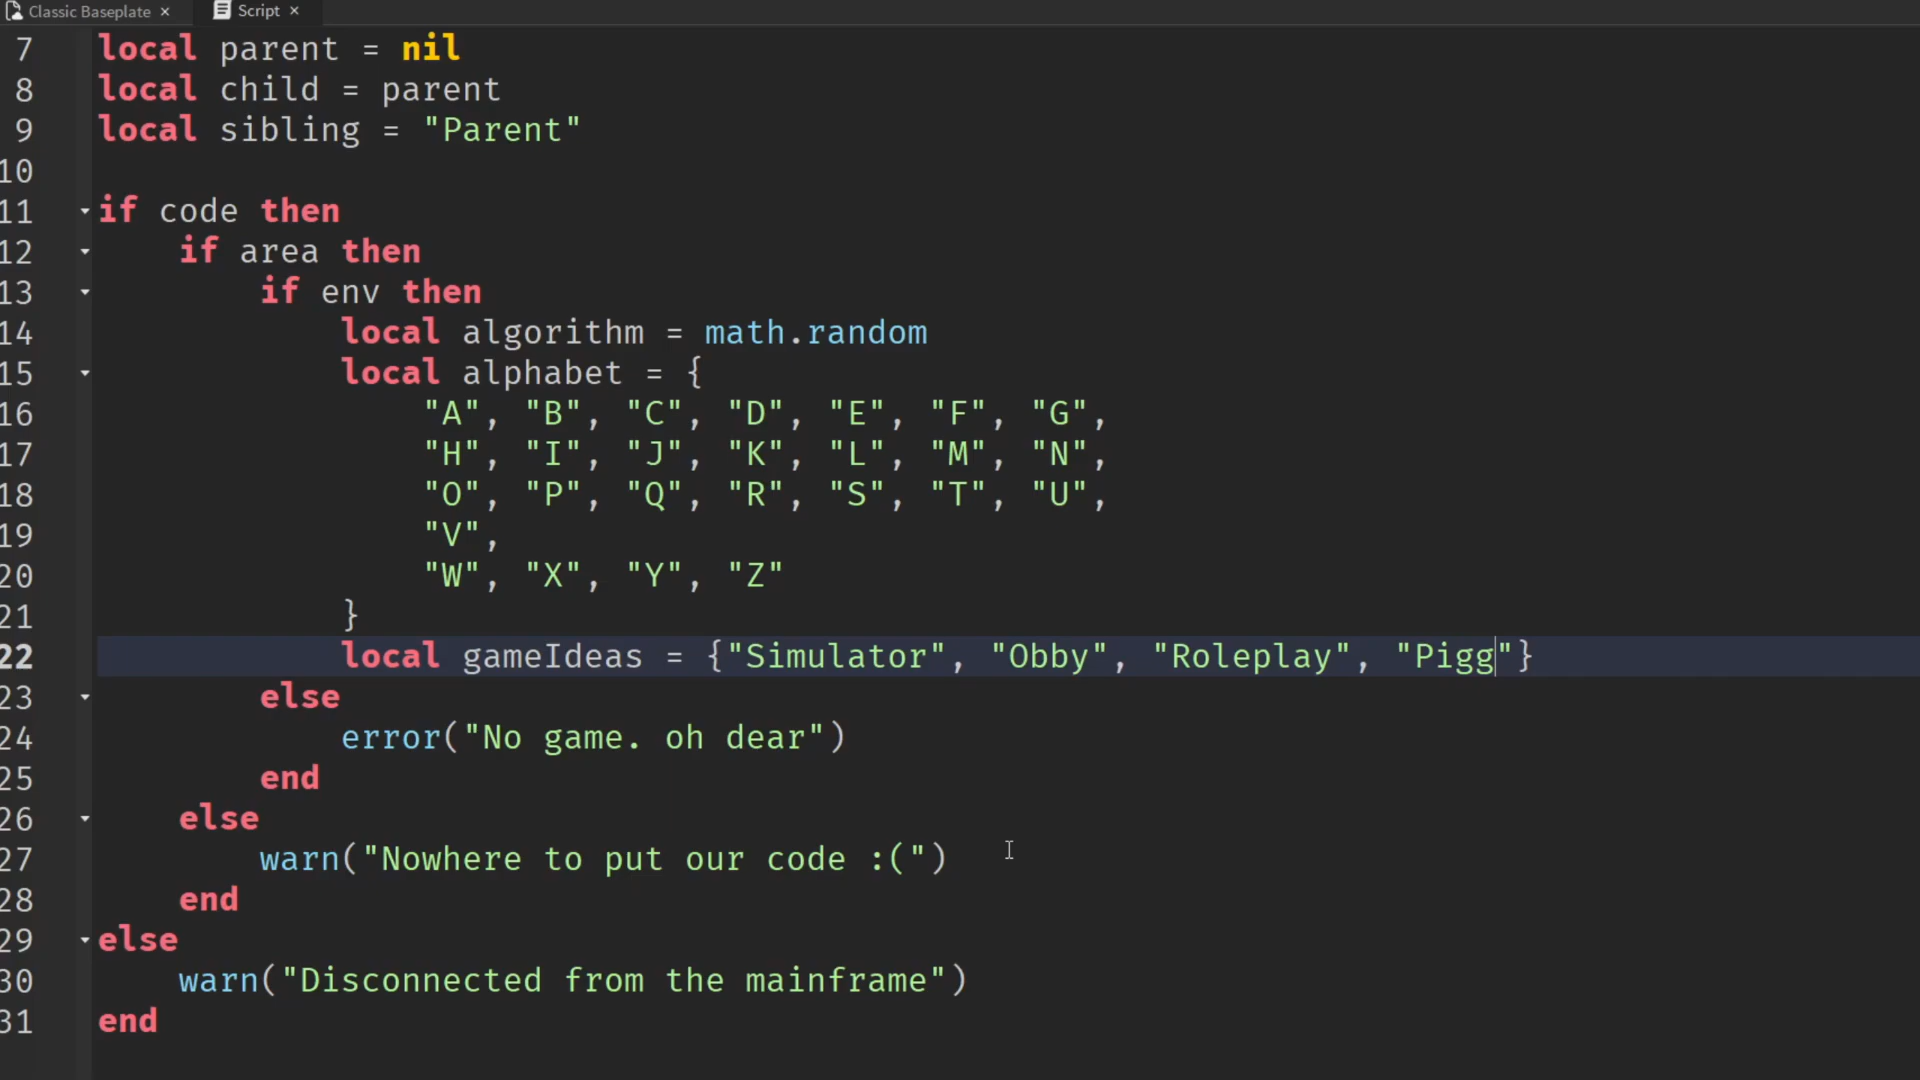 Classic Baseplate × Script ×
7 local parent = nil
8 local child = parent
9 local sibling = "Parent"
10
11 if code then
12 if area then
13 if env then
14 local algorithm = math.random
15 local alphabet = {
16 "A", "B", "C", "D", "E", "F", "G",
17 "H", "I", "J", "K", "L", "M", "N",
18 "O", "P", "Q", "R", "S", "T", "U",
19 "V",
20 "W", "X", "Y", "Z"
21 }
22 local gameIdeas = {"Simulator", "Obby", "Roleplay", "Pigg"}
23 else
24 error("No game. oh dear")
25 end
26 else
27 warn("Nowhere to put our code :(")
28 end
29 else
30 warn("Disconnected from the mainframe")
31 end